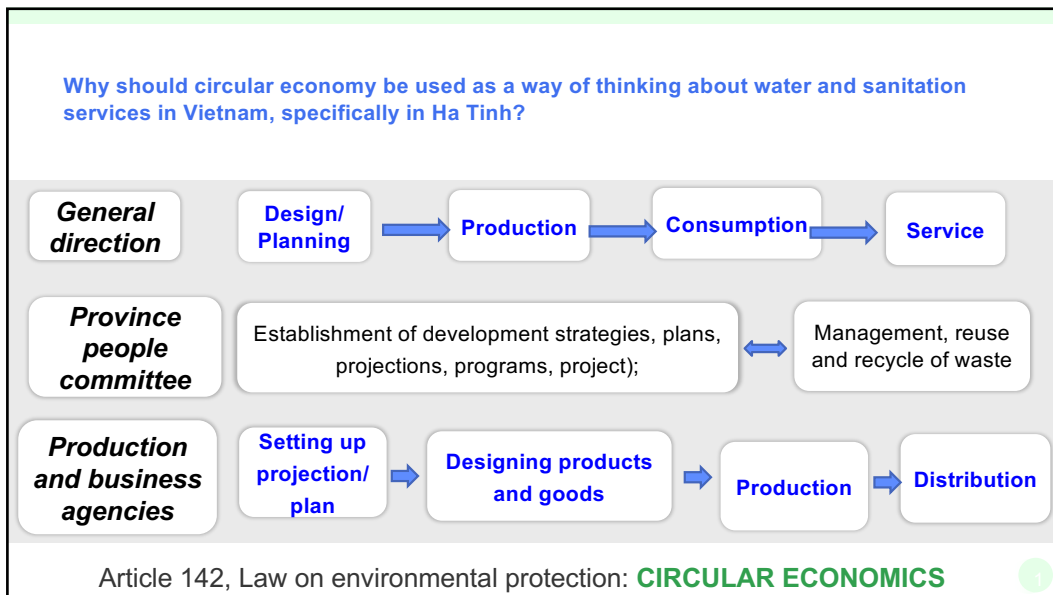 Why should circular economy be used as a way of thinking about water and sanitation
services in Vietnam, specifically in Ha Tinh?
General
direction
Design/
Planning
Production
Consumption
Service
Province
people
committee
Establishment of development strategies, plans,
projections, programs, project);
Management, reuse
and recycle of waste
Production
and business
agencies
Setting up
projection/
plan
Designing products
and goods
Production
Distribution
Article 142, Law on environmental protection: CIRCULAR ECONOMICS
1